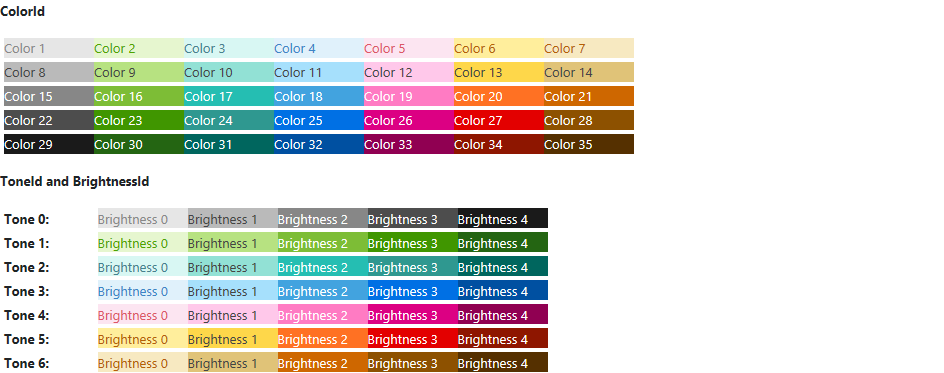 ColorId
Color 1 Color 2 Color 3 Color 4 Color 5 Color 6 Color 7
Color 8 Color 9 Color 10 Color 11 Color 12 Color 13 Color 14
Color 15 Color 16 Color 17 Color 18 Color 19 Color 20 Color 21
Color 22 Color 23 Color 24 Color 25 Color 26 Color 27 Color 28
Color 29 Color 30 Color 31 Color 32 Color 33 Color 34 Color 35
ToneId and BrightnessId
Tone 0: Brightness 0 Brightness 1 Brightness 2 Brightness 3 Brightness 4
Tone 1: Brightness 0 Brightness 1 Brightness 2 Brightness 3 Brightness 4
Tone 2: Brightness 0 Brightness 1 Brightness 2 Brightness 3 Brightness 4
Tone 3: Brightness 0 Brightness 1 Brightness 2 Brightness 3 Brightness 4
Tone 4: Brightness 0 Brightness 1 Brightness 2 Brightness 3 Brightness 4
Tone 5: Brightness 0 Brightness 1 Brightness 2 Brightness 3 Brightness 4
Tone 6: Brightness 0 Brightness 1 Brightness 2 Brightness 3 Brightness 4